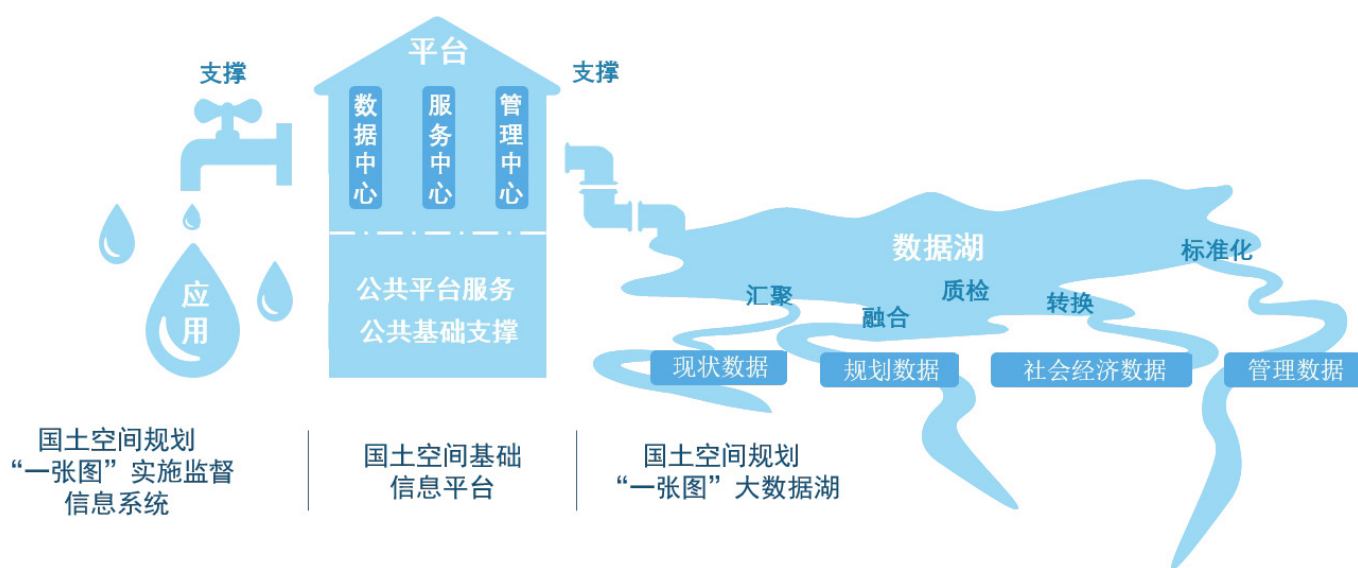 平台
支撑
支撑
数据中心
服务中心
管理中心
应用
公共平台服务
公共基础支撑
数据湖
标准化
质检
汇聚
转换
融合
现状数据
规划数据
社会经济数据
管理数据
国土空间规划
“一张图”实施监督
信息系统
国土空间基础
信息平台
国土空间规划
“一张图”大数据湖